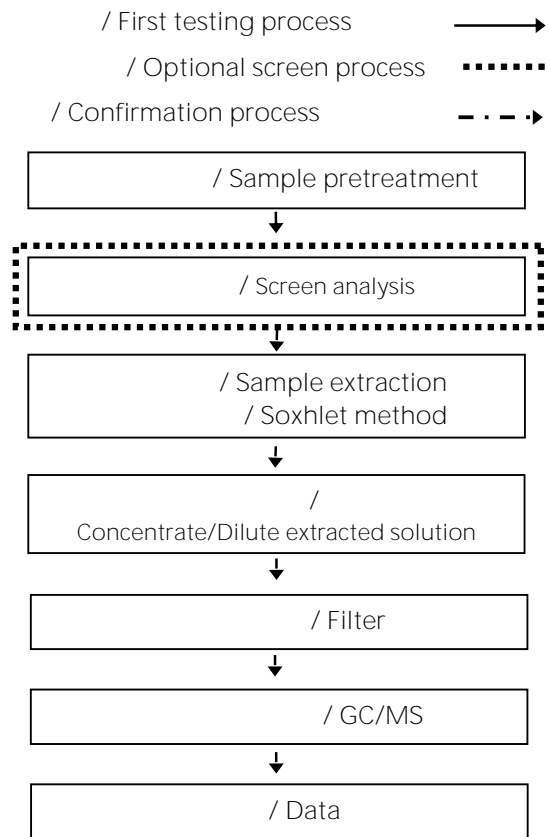 / First testing process
/ Optional screen process
/ Confirmation process
/ Sample pretreatment
/ Screen analysis
/ Sample extraction
/ Soxhlet method
/
Concentrate/Dilute extracted solution
/ Filter
/ GC/MS
/ Data